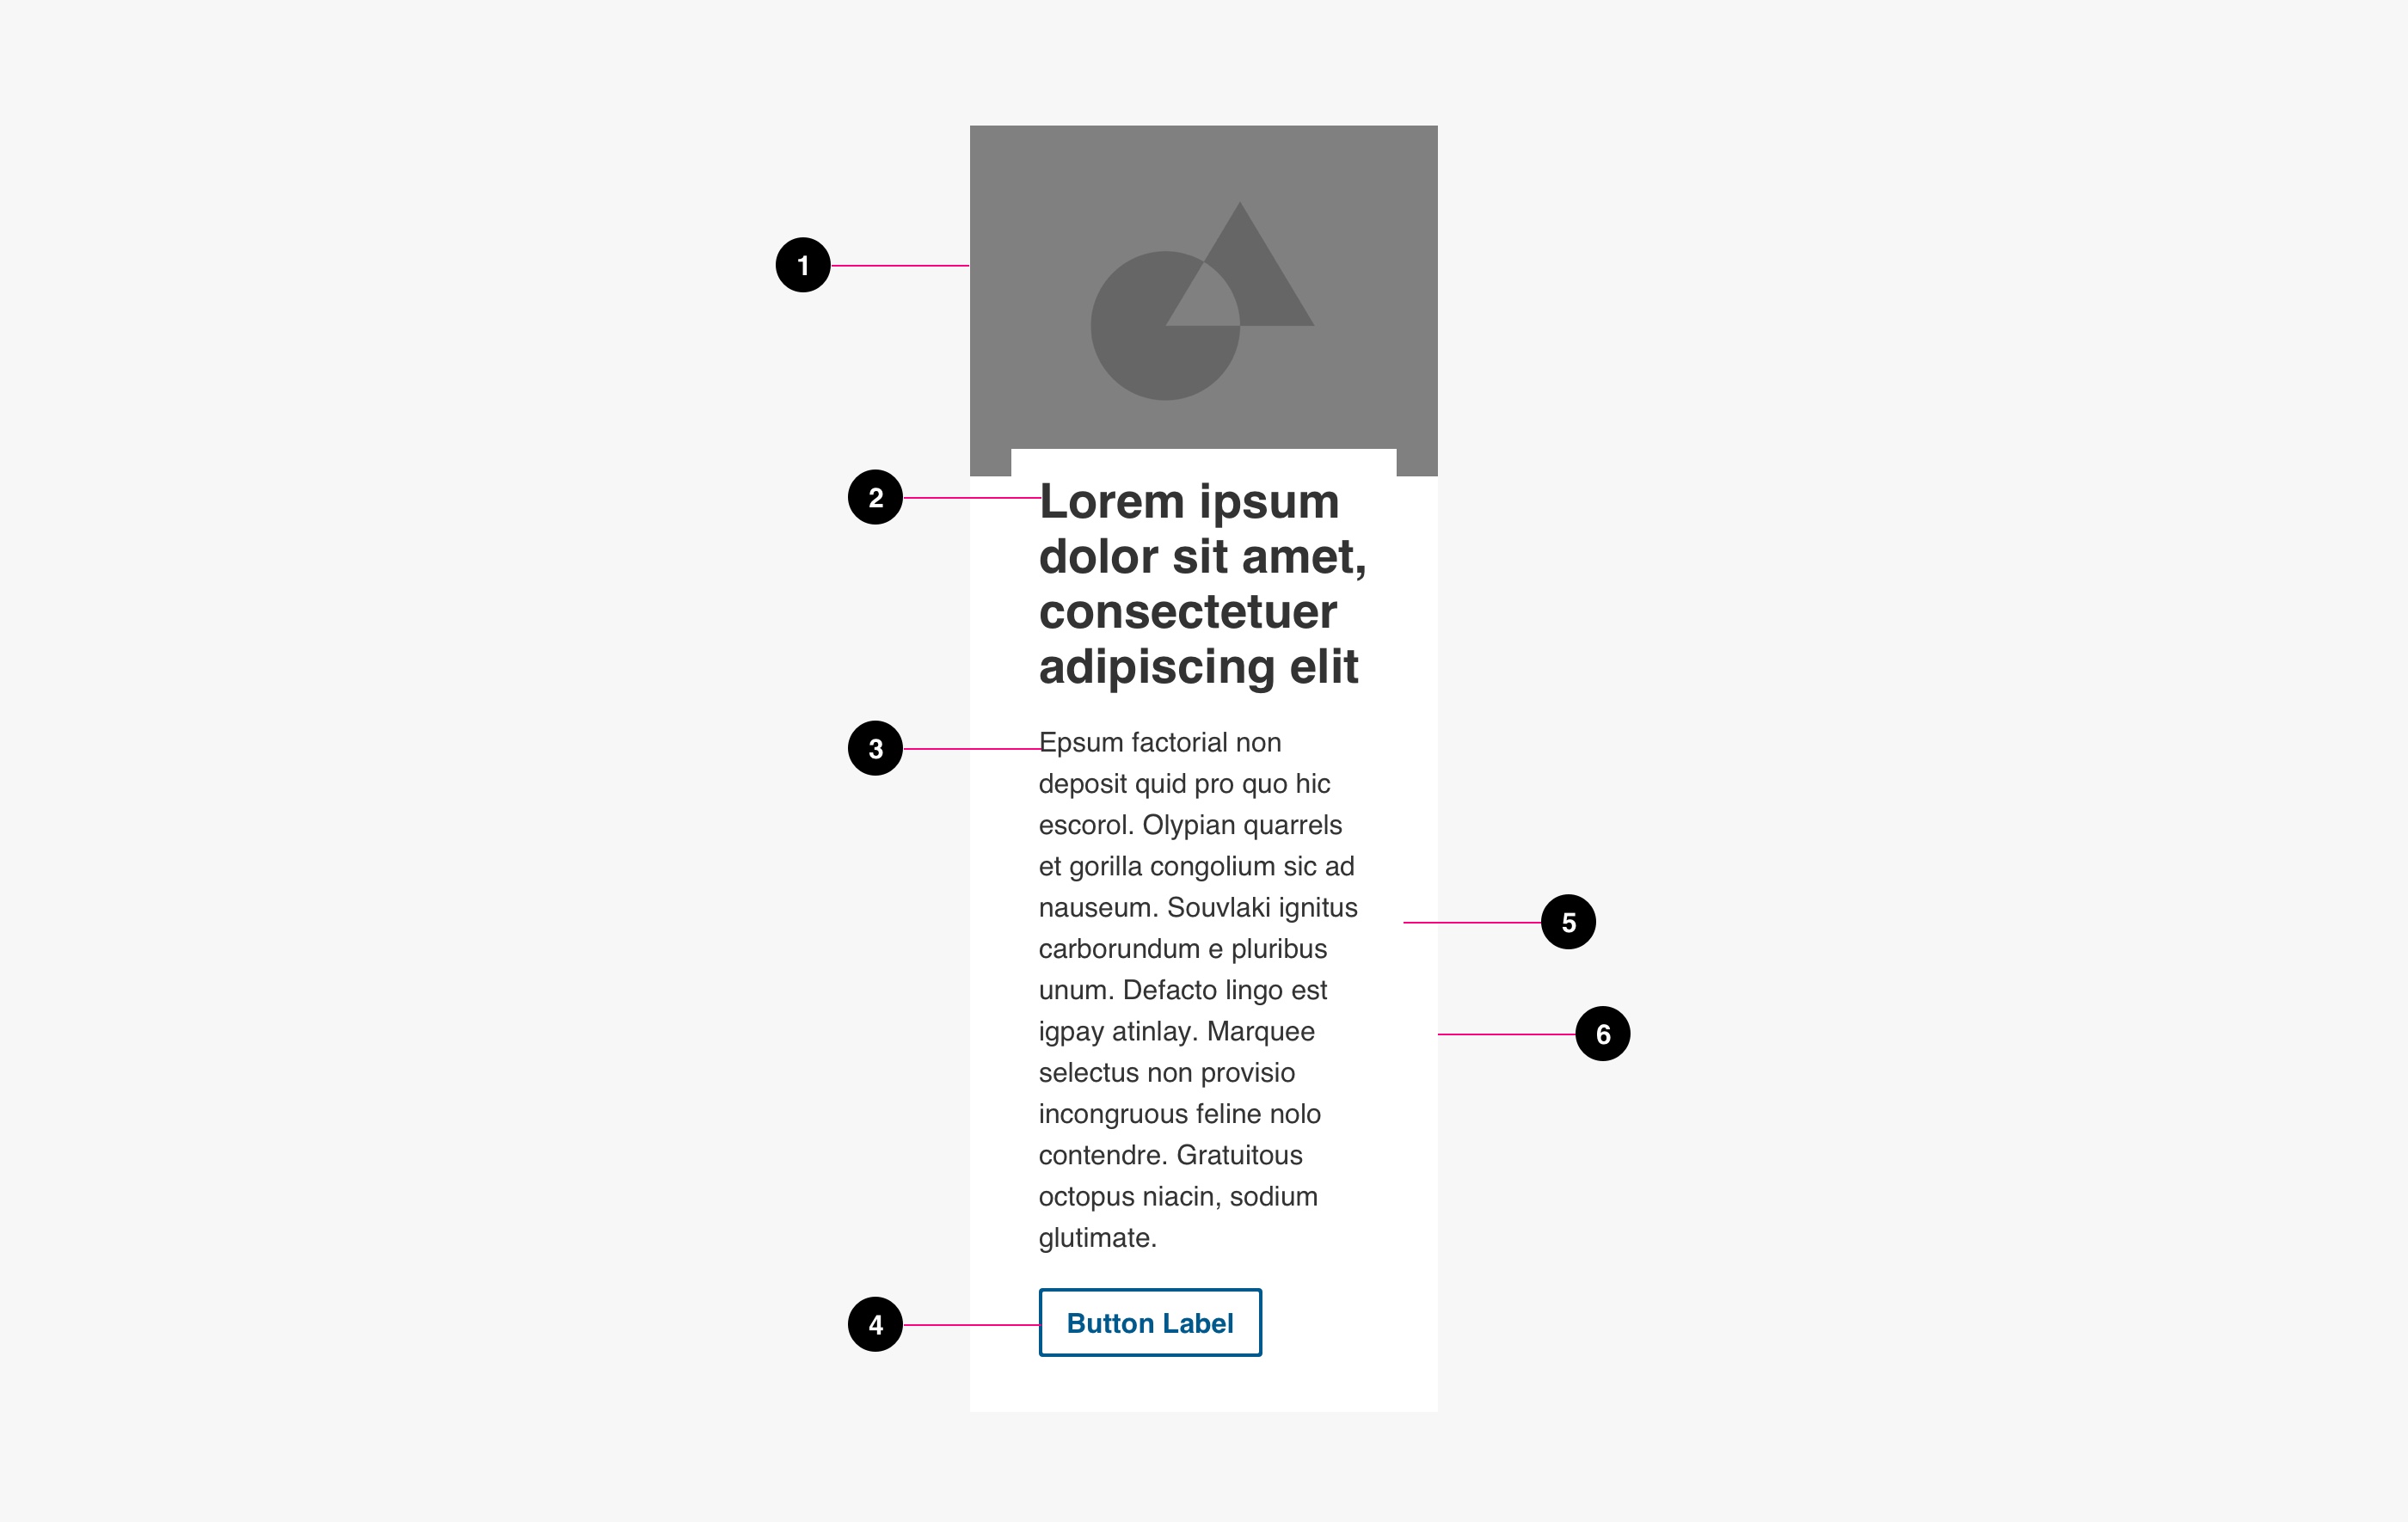 1
2
Lorem ipsum
dolor sit amet,
consectetuer
adipiscing elit
3
Epsum factorial non
deposit quid pro quo hic
escorol. Olypian quarrels
et gorilla congolium sic ad
nauseum. Souvlaki ignitus
carborundum e pluribus
unum. Defacto lingo est
igpay atinlay. Marquee
selectus non provisio
incongruous feline nolo
contendre. Gratuitous
octopus niacin, sodium
glutimate.
5
6
4
Button Label